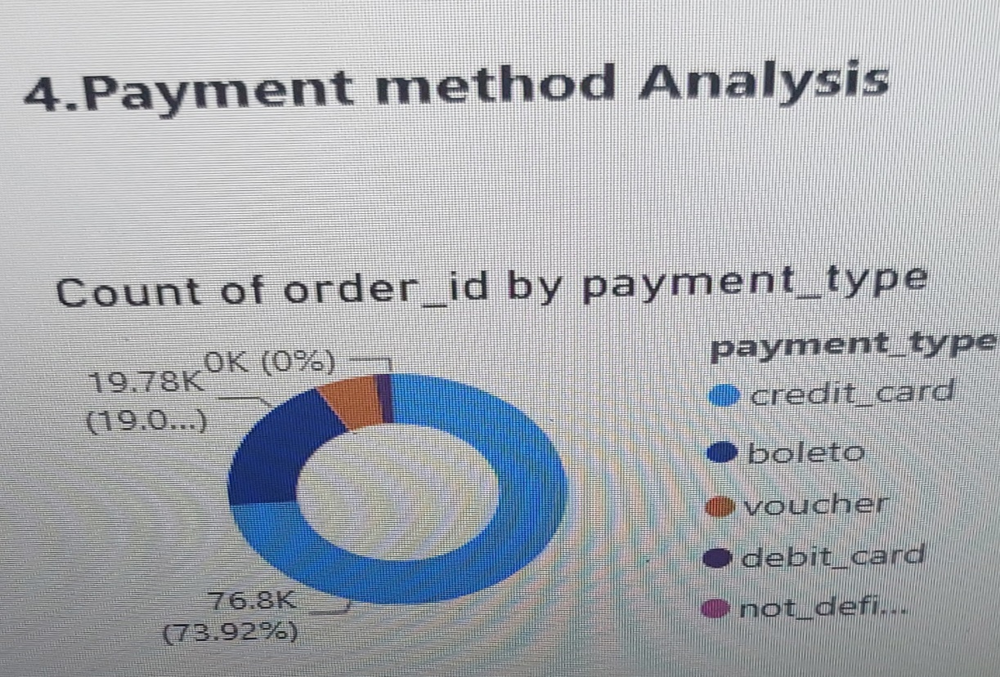 4.Payment method Analysis
Count of order_id by payment_type
0K (0%)
19.78K
(19.0...)
76.8K
(73.92%)
payment_type
credit_card
boleto
voucher
debit_card
not_defi...